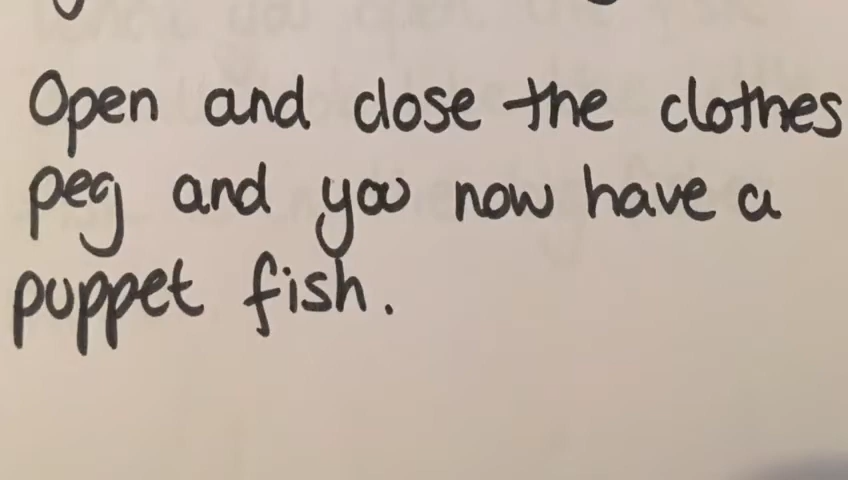 Open and close the clothes
peg and you now have a
puppet fish.